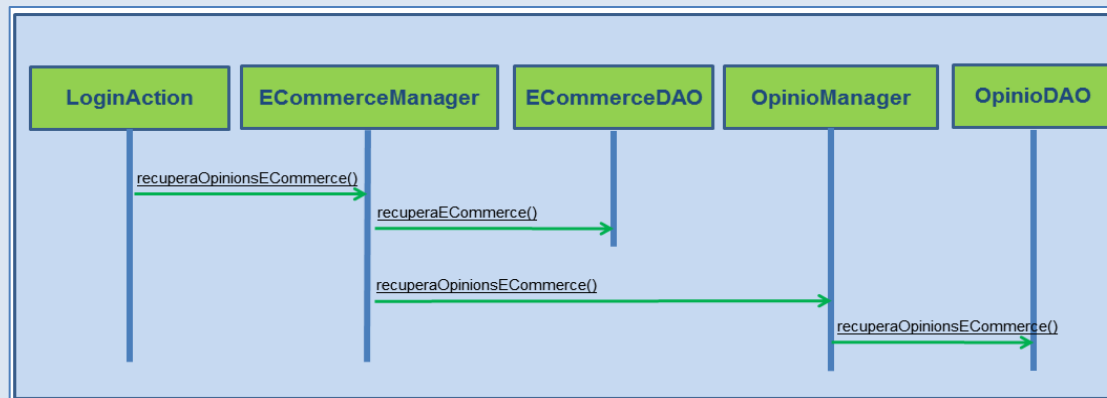 LoginAction
ECommerceManager
ECommerceDAO
OpinioManager
OpinioDAO
recuperaOpinionsECommerce()
recuperaECommerce()
recuperaOpinionsECommerce()
recuperaOpinionsECommerce()